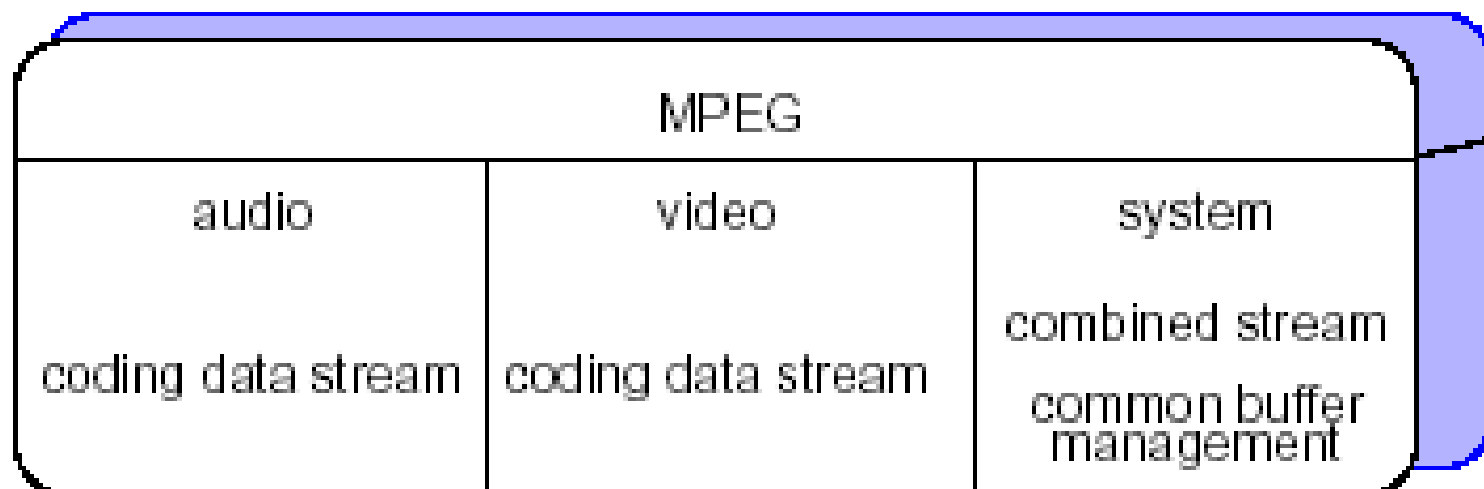 MPEG
audio
video
system
coding data stream
coding data stream
combined stream
common buffer
management